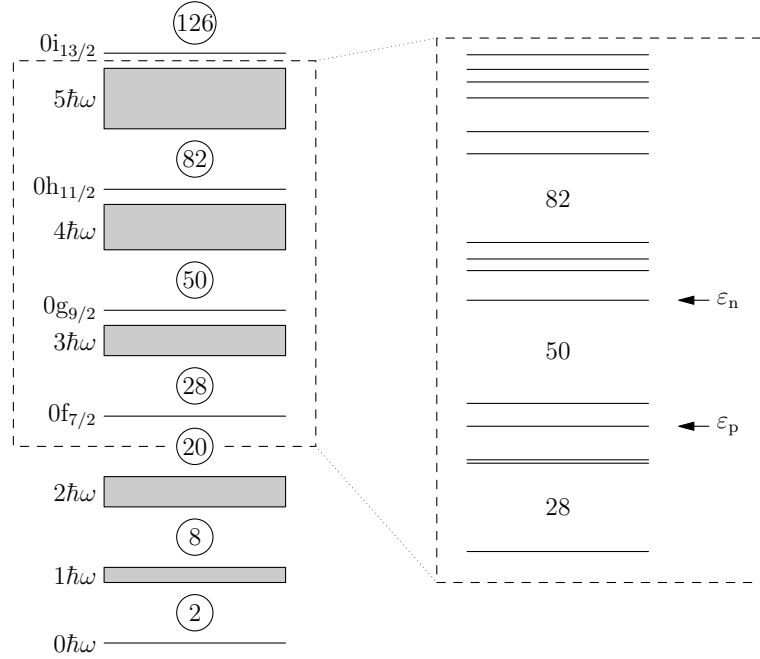 126
0i₁₃/₂
5ħω
82
0h₁₁/₂
4ħω
50
0g₉/₂
3ħω
28
0f₇/₂
20
2ħω
8
1ħω
2
0ħω
82
εₙ
50
εₚ
28